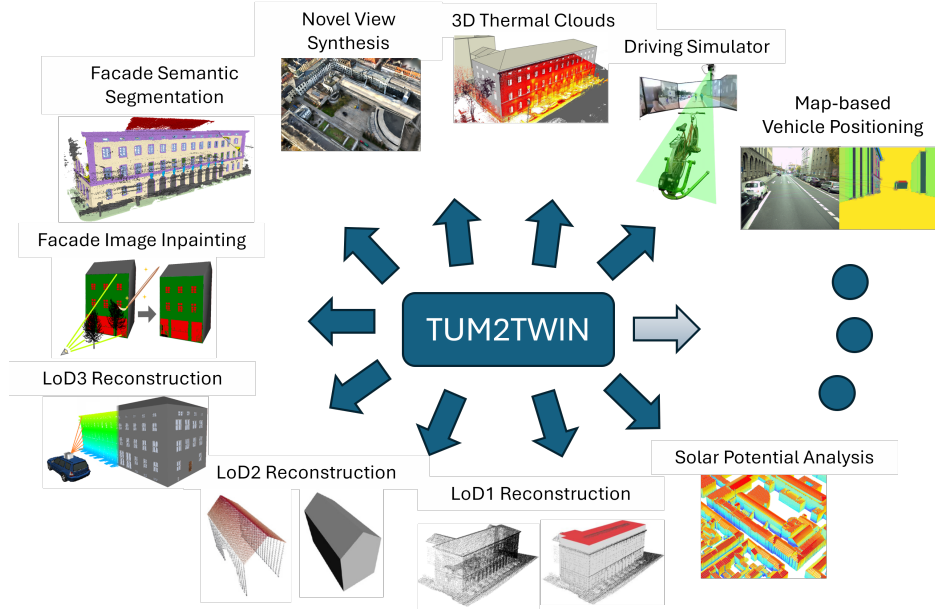 Novel View
Synthesis
3D Thermal Clouds
Driving Simulator
Facade Semantic
Segmentation
Map-based
Vehicle Positioning
Facade Image Inpainting
TUM2TWIN
LoD3 Reconstruction
LoD2 Reconstruction
LoD1 Reconstruction
Solar Potential Analysis